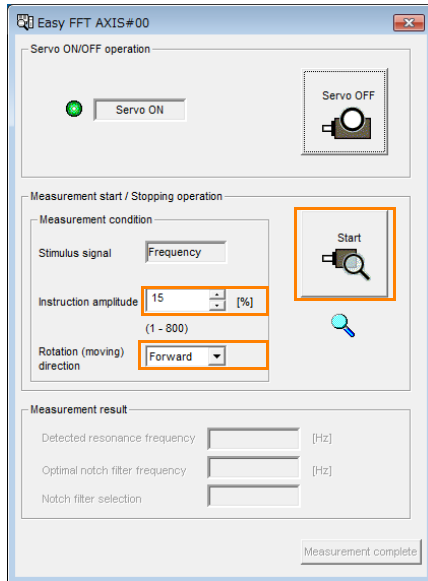 Easy FFT AXIS#00
Servo ON/OFF operation
Servo ON
Servo OFF
Measurement start / Stopping operation
Measurement condition
Stimulus signal
Frequency
Start
Instruction amplitude
15
[%]
(1 - 800)
Rotation (moving)
direction
Forward
Measurement result
Detected resonance frequency
[Hz]
Optimal notch filter frequency
[Hz]
Notch filter selection
Measurement complete